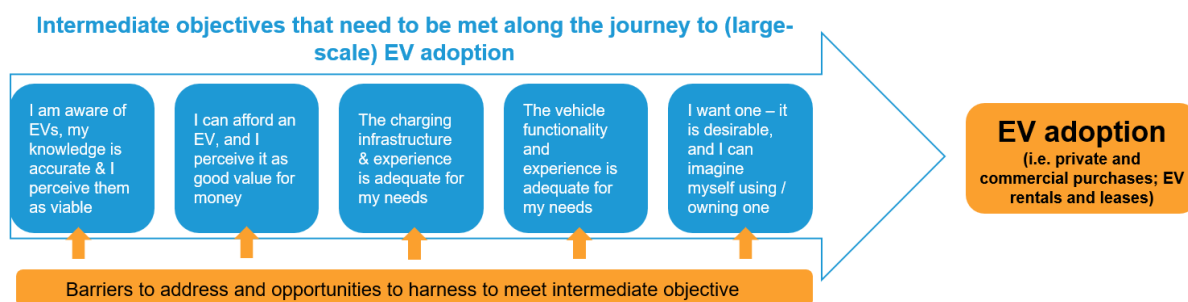 Intermediate objectives that need to be met along the journey to (large-
scale) EV adoption
I am aware of
EVs, my
knowledge is
accurate & I
perceive them
as viable
I can afford an
EV, and I
perceive it as
good value for
money
The charging
infrastructure
& experience
is adequate for
my needs
The vehicle
functionality
and
experience is
adequate for
my needs
I want one – it
is desirable,
and I can
imagine
myself using /
owning one
EV adoption
(i.e. private and
commercial purchases; EV
rentals and leases)
Barriers to address and opportunities to harness to meet intermediate objective